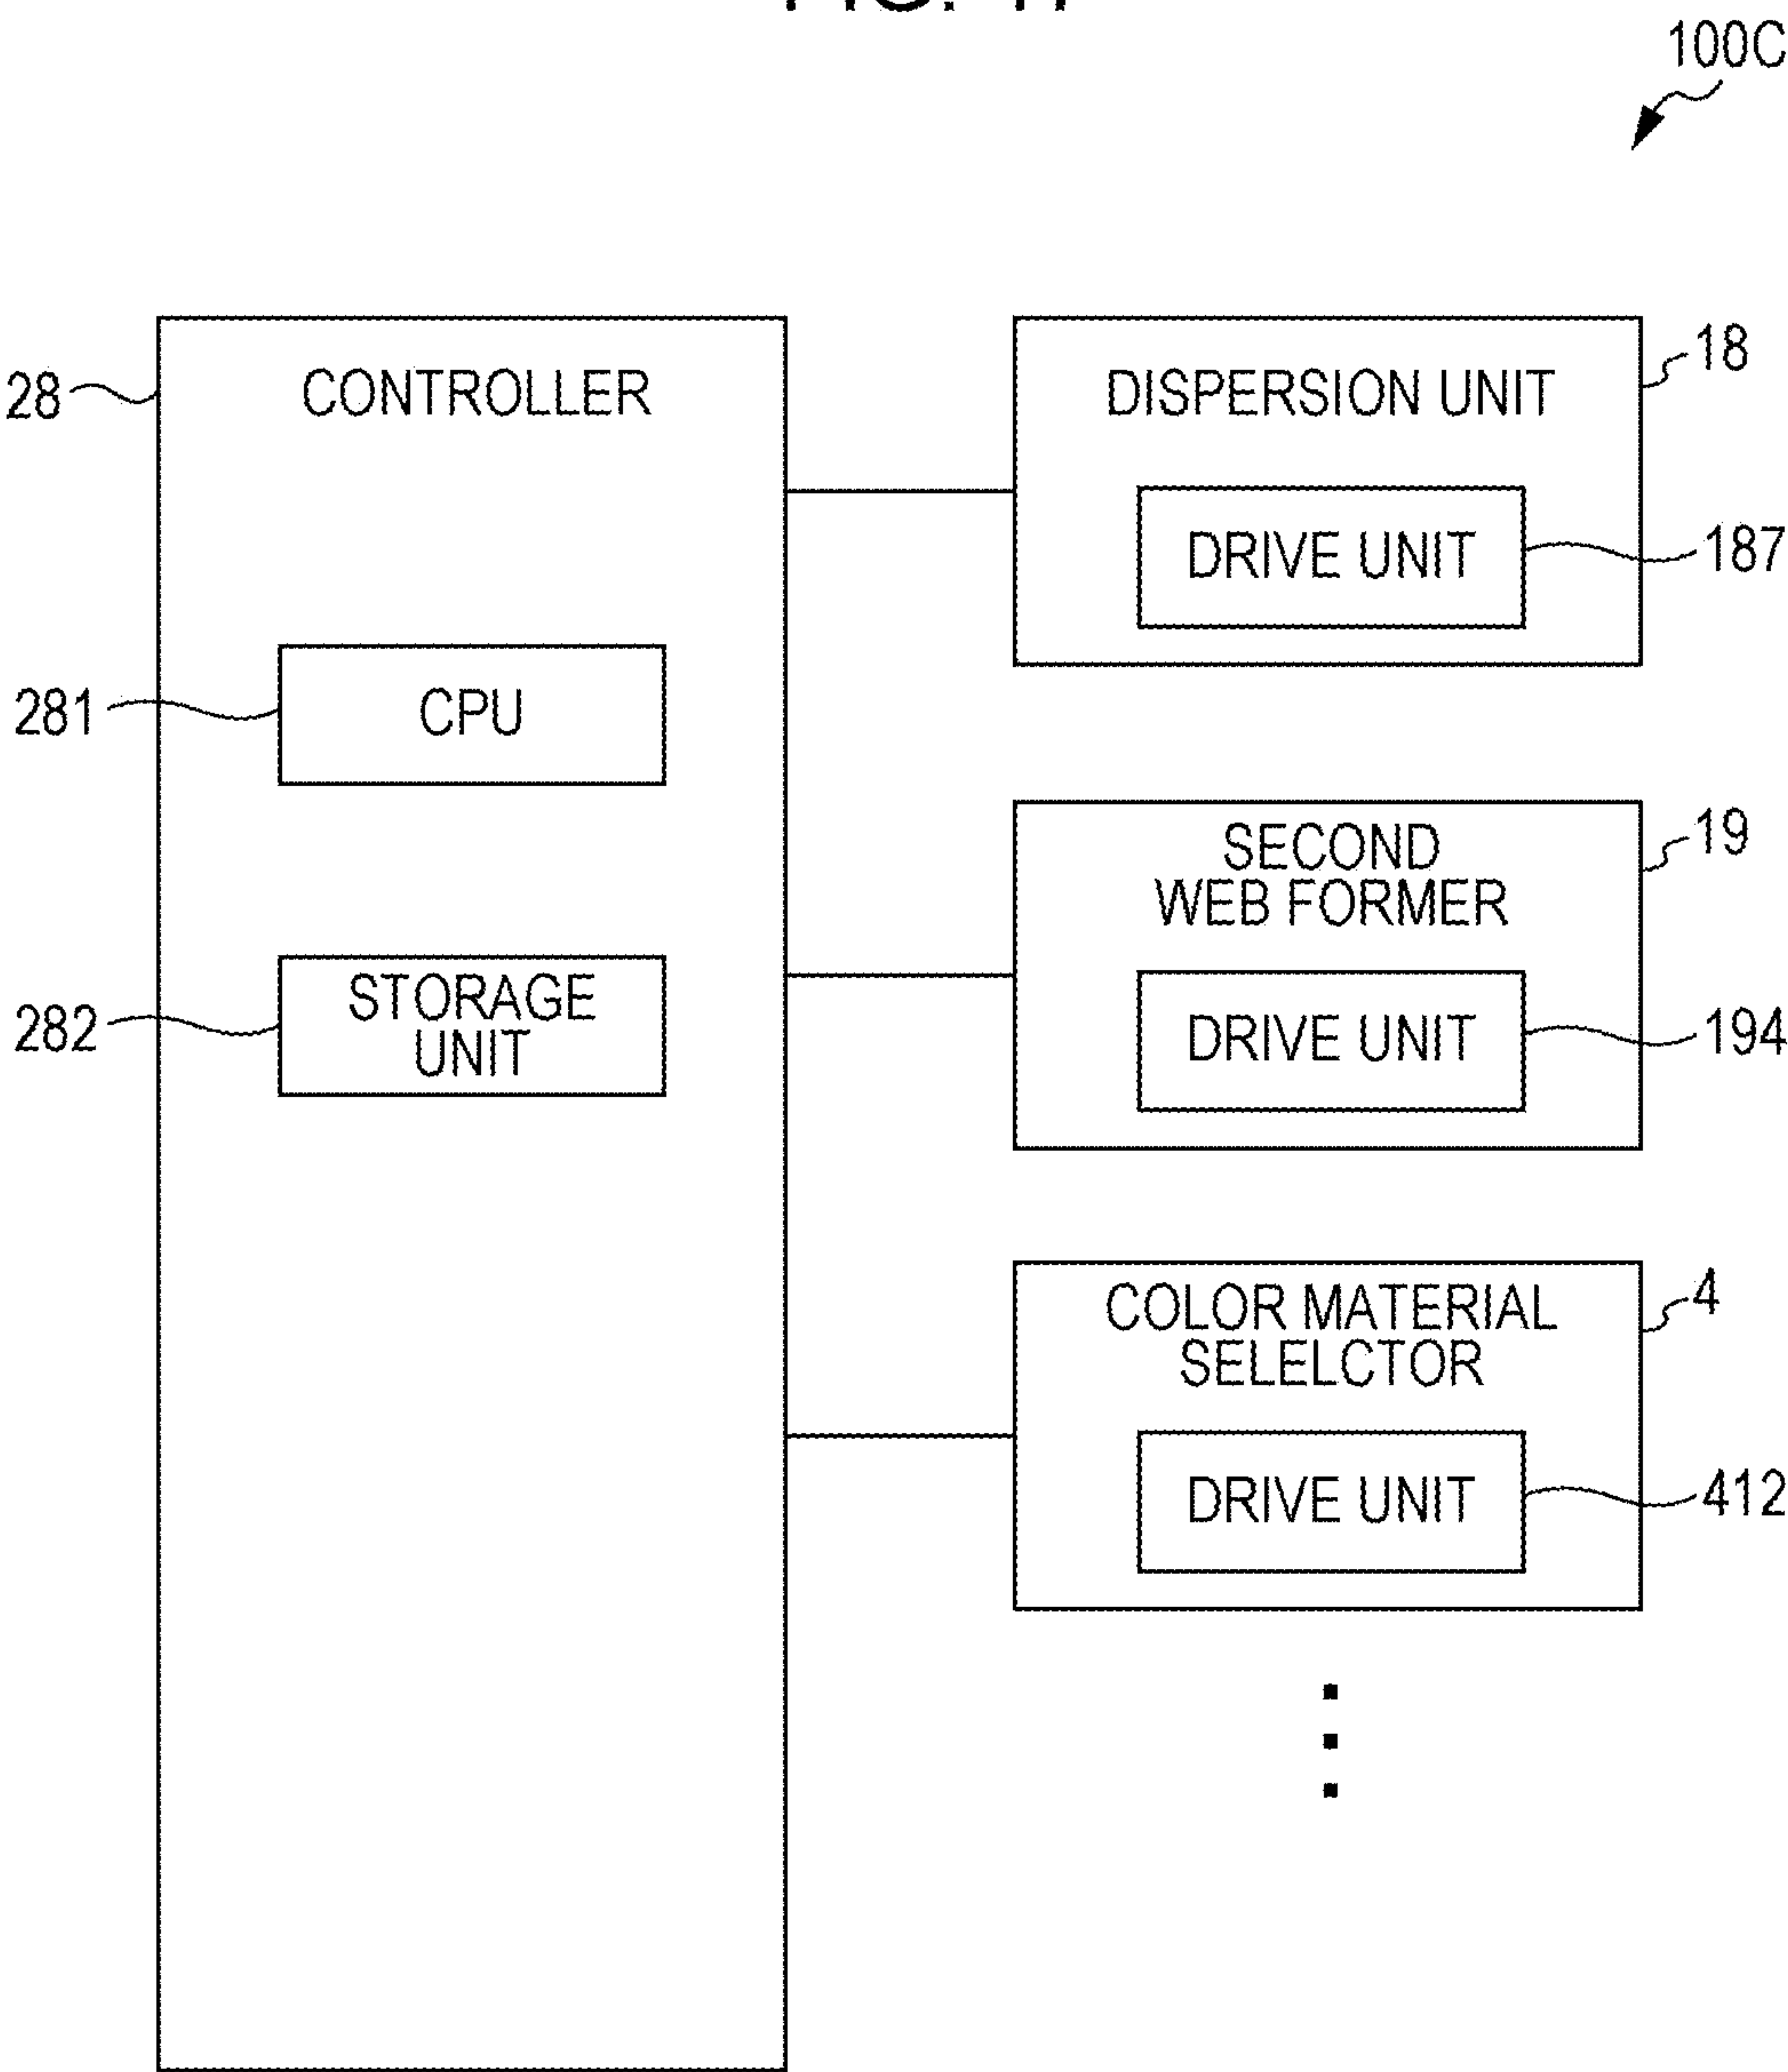 100C
28
CONTROLLER
281
CPU
282
STORAGE
UNIT
DISPERSION UNIT
18
DRIVE UNIT
187
SECOND
WEB FORMER
19
DRIVE UNIT
194
COLOR MATERIAL
SELELCTOR
4
DRIVE UNIT
412